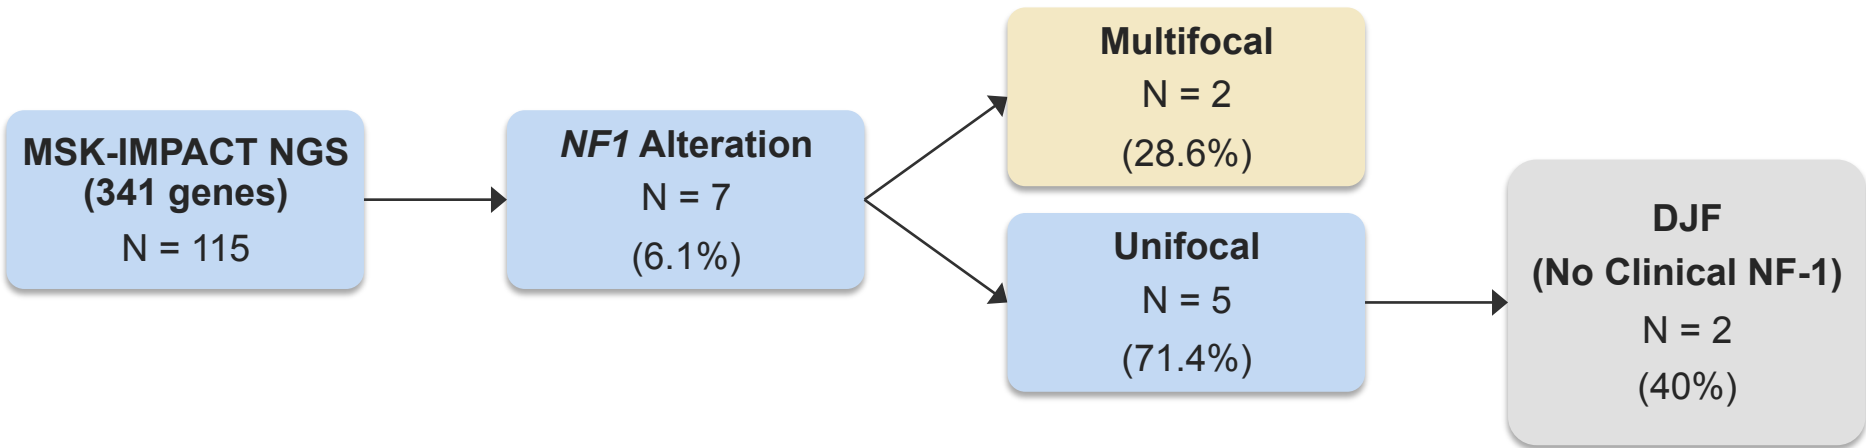 MSK-IMPACT NGS
(341 genes)
N = 115
NF1 Alteration
N = 7
(6.1%)
Multifocal
N = 2
(28.6%)
Unifocal
N = 5
(71.4%)
DJF
(No Clinical NF-1)
N = 2
(40%)